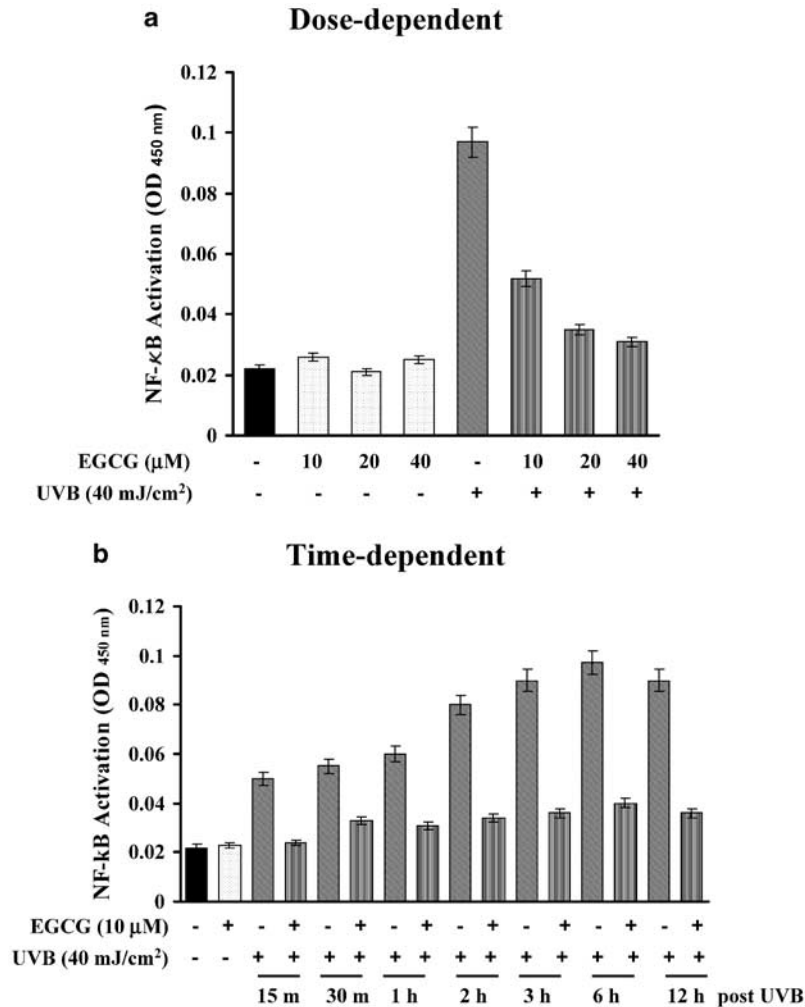 a Dose-dependent
0.12
0.1
0.08
0.06
0.04
0.02
0
NF-κB Activation (OD 450 nm)
EGCG (μM) - 10 20 40 - 10 20 40
UVB (40 mJ/cm²) - - - - + + + +
b Time-dependent
0.12
0.1
0.08
0.06
0.04
0.02
0
NF-kB Activation (OD 450 nm)
EGCG (10 μM) - + - + - + - + - + - + - + - +
UVB (40 mJ/cm²) - - + + + + + + + + + + + + + +
15 m 30 m 1 h 2 h 3 h 6 h 12 h post UVB